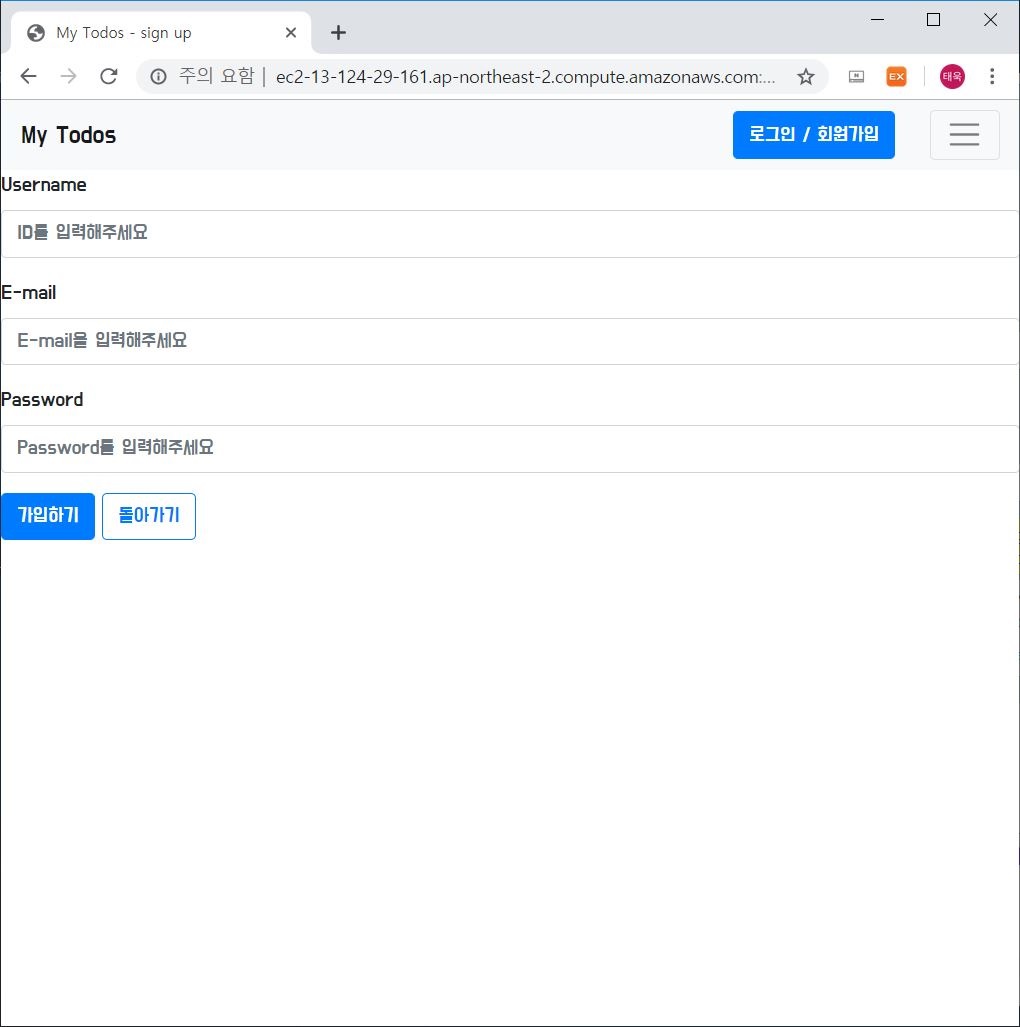 My Todos - sign up
주의 요함 | ec2-13-124-29-161.ap-northeast-2.compute.amazonaws.com:...
EX
태욱
My Todos
로그인 / 회원가입
Username
ID를 입력해주세요
E-mail
E-mail을 입력해주세요
Password
Password를 입력해주세요
가입하기 돌아가기